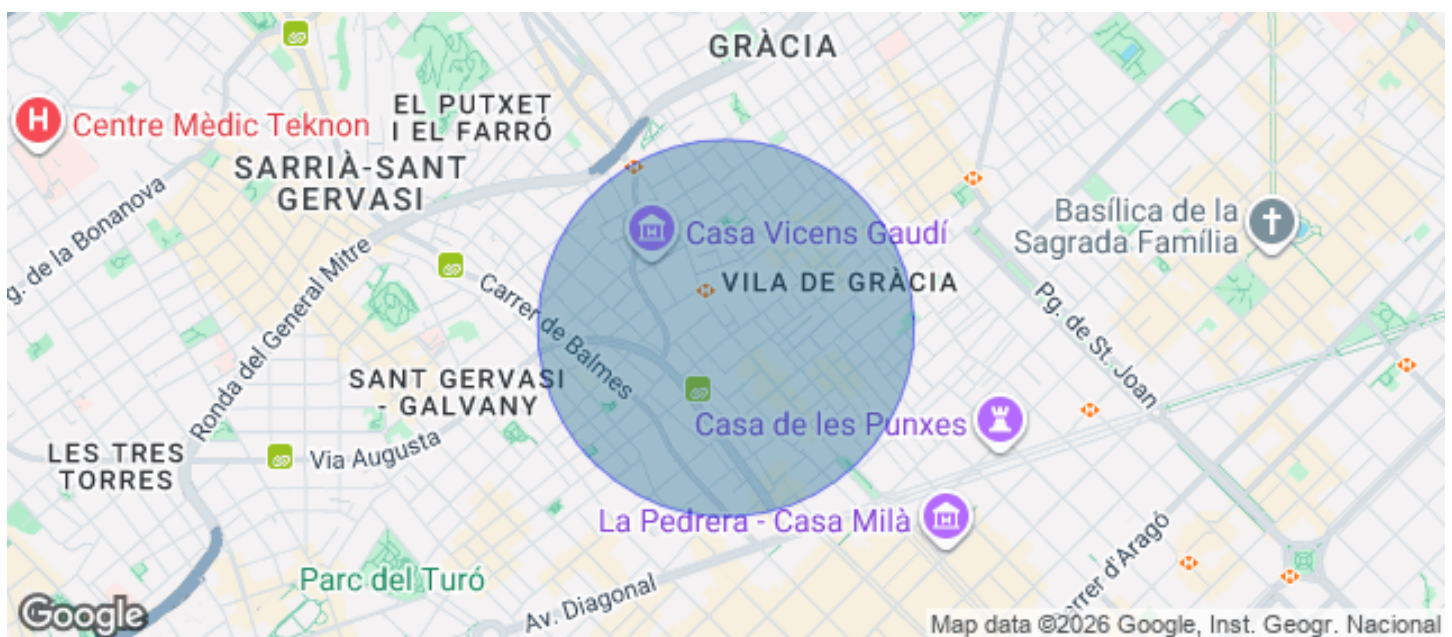 GRÀCIA
EL PUTXET
I EL FARRÓ
Centre Mèdic Teknon
SARRIÀ-SANT
GERVASI
Basílica de la
Sagrada Família
Casa Vicens Gaudí
VILA DE GRÀCIA
g. de la Bonanova
Ronda del General Mitre
Carrer de Balmes
Pg. de St. Joan
SANT GERVASI
- GALVANY
Casa de les Punxes
LES TRES
TORRES
Via Augusta
La Pedrera - Casa Milà
Parc del Turó
Av. Diagonal
rrer d'Aragó
Google
Map data ©2026 Google, Inst. Geogr. Nacional